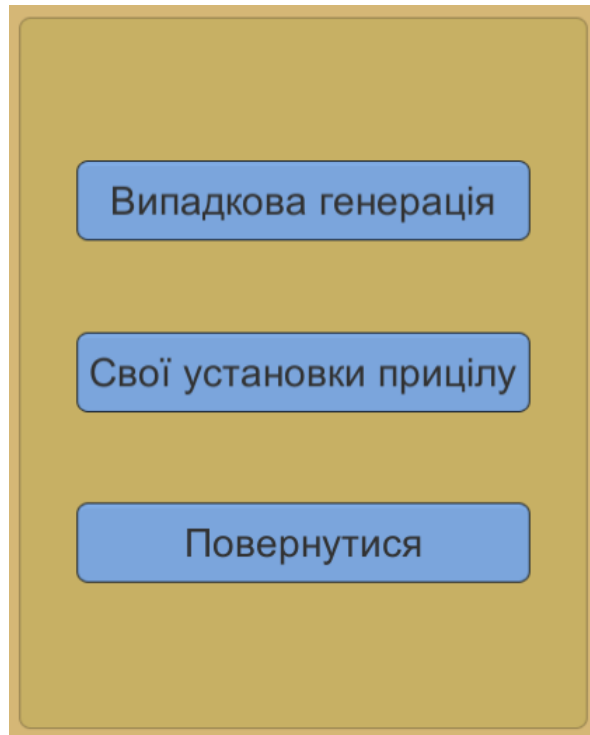 Випадкова генерація
Свої установки прицілу
Повернутися